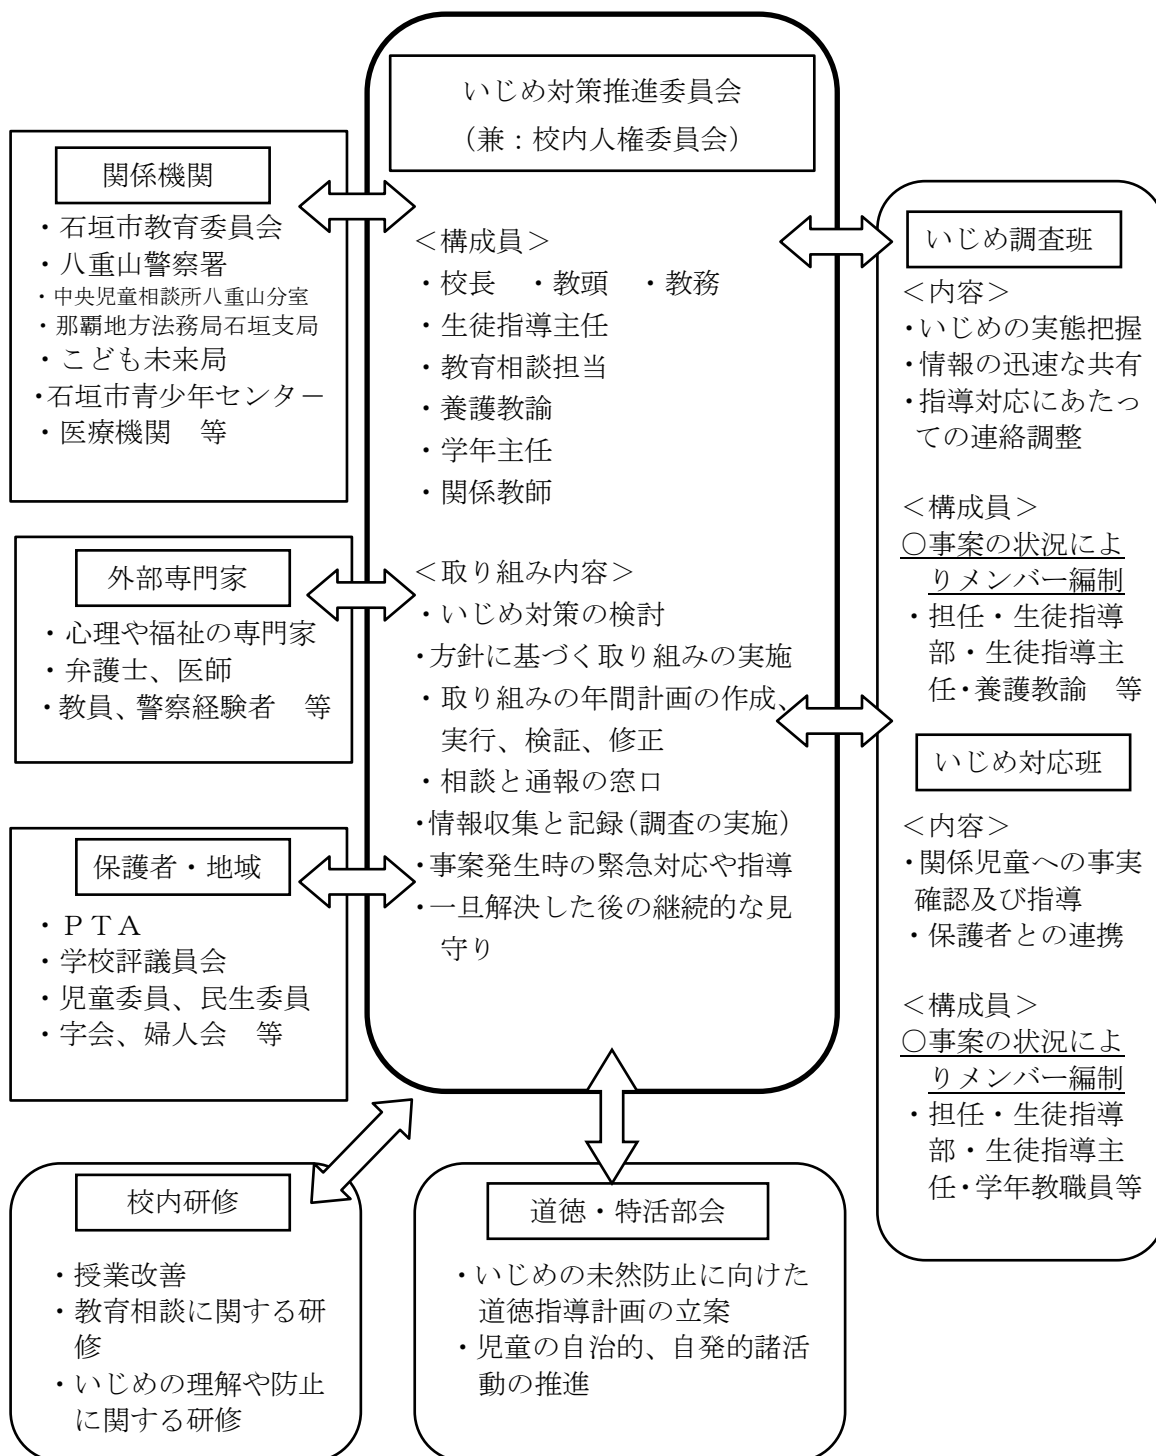 いじめ対策推進委員会
(兼：校内人権委員会)
＜構成員＞
・校長　・教頭　・教務
・生徒指導主任
・教育相談担当
・養護教諭
・学年主任
・関係教師
＜取り組み内容＞
・いじめ対策の検討
・方針に基づく取り組みの実施
・取り組みの年間計画の作成、
実行、検証、修正
・相談と通報の窓口
・情報収集と記録(調査の実施)
・事案発生時の緊急対応や指導
・一旦解決した後の継続的な見
守り
関係機関
・石垣市教育委員会
・八重山警察署
・中央児童相談所八重山分室
・那覇地方法務局石垣支局
・こども未来局
・石垣市青少年センター
・医療機関　等
外部専門家
・心理や福祉の専門家
・弁護士、医師
・教員、警察経験者　等
保護者・地域
・ＰＴＡ
・学校評議員会
・児童委員、民生委員
・字会、婦人会　等
いじめ調査班
＜内容＞
・いじめの実態把握
・情報の迅速な共有
・指導対応にあたっ
ての連絡調整
＜構成員＞
○事案の状況によ
りメンバー編制
・担任・生徒指導
部・生徒指導主
任・養護教諭　等
いじめ対応班
＜内容＞
・関係児童への事実
確認及び指導
・保護者との連携
＜構成員＞
○事案の状況によ
りメンバー編制
・担任・生徒指導
部・生徒指導主
任・学年教職員等
校内研修
・授業改善
・教育相談に関する研
修
・いじめの理解や防止
に関する研修
道徳・特活部会
・いじめの未然防止に向けた
道徳指導計画の立案
・児童の自治的、自発的諸活
動の推進